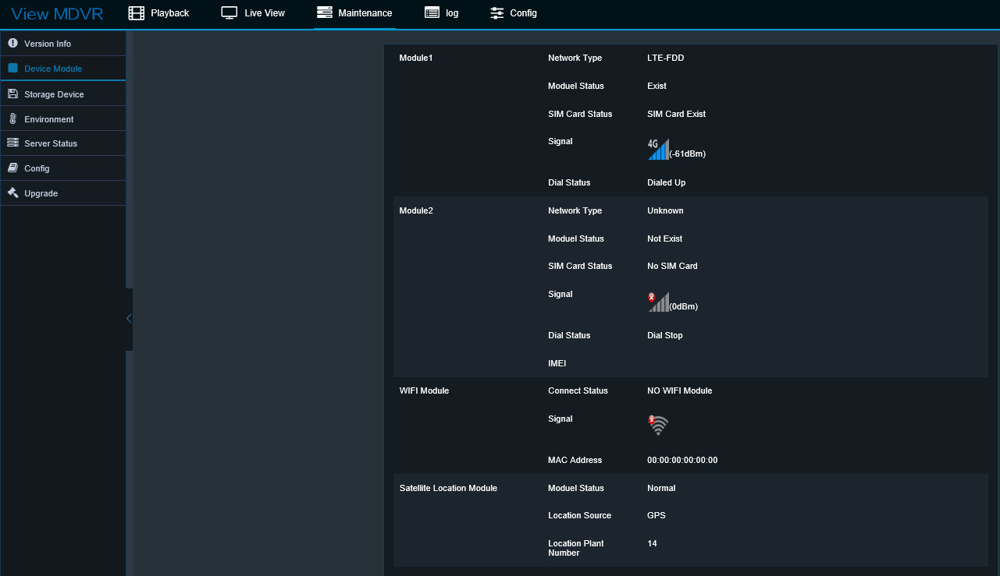 View MDVR
Playback
Live View
Maintenance
log
Config
Version Info
Device Module
Storage Device
Environment
Server Status
Config
Upgrade
Module1
Network Type LTE-FDD
Moduel Status Exist
SIM Card Status SIM Card Exist
Signal 4G (-61dBm)
Dial Status Dialed Up
Module2
Network Type Unknown
Moduel Status Not Exist
SIM Card Status No SIM Card
Signal (0dBm)
Dial Status Dial Stop
IMEI
WIFI Module
Connect Status NO WIFI Module
Signal
MAC Address 00:00:00:00:00:00
Satellite Location Module
Moduel Status Normal
Location Source GPS
Location Plant 14
Number